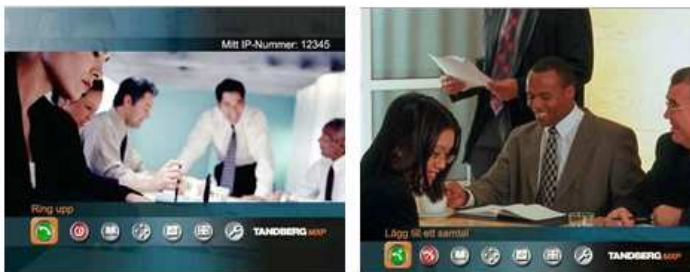 Mitt IP-Nummer: 12345
Ring upp
TANDBERG MXP
Lägg till ett samtal
TANDBERG MXP